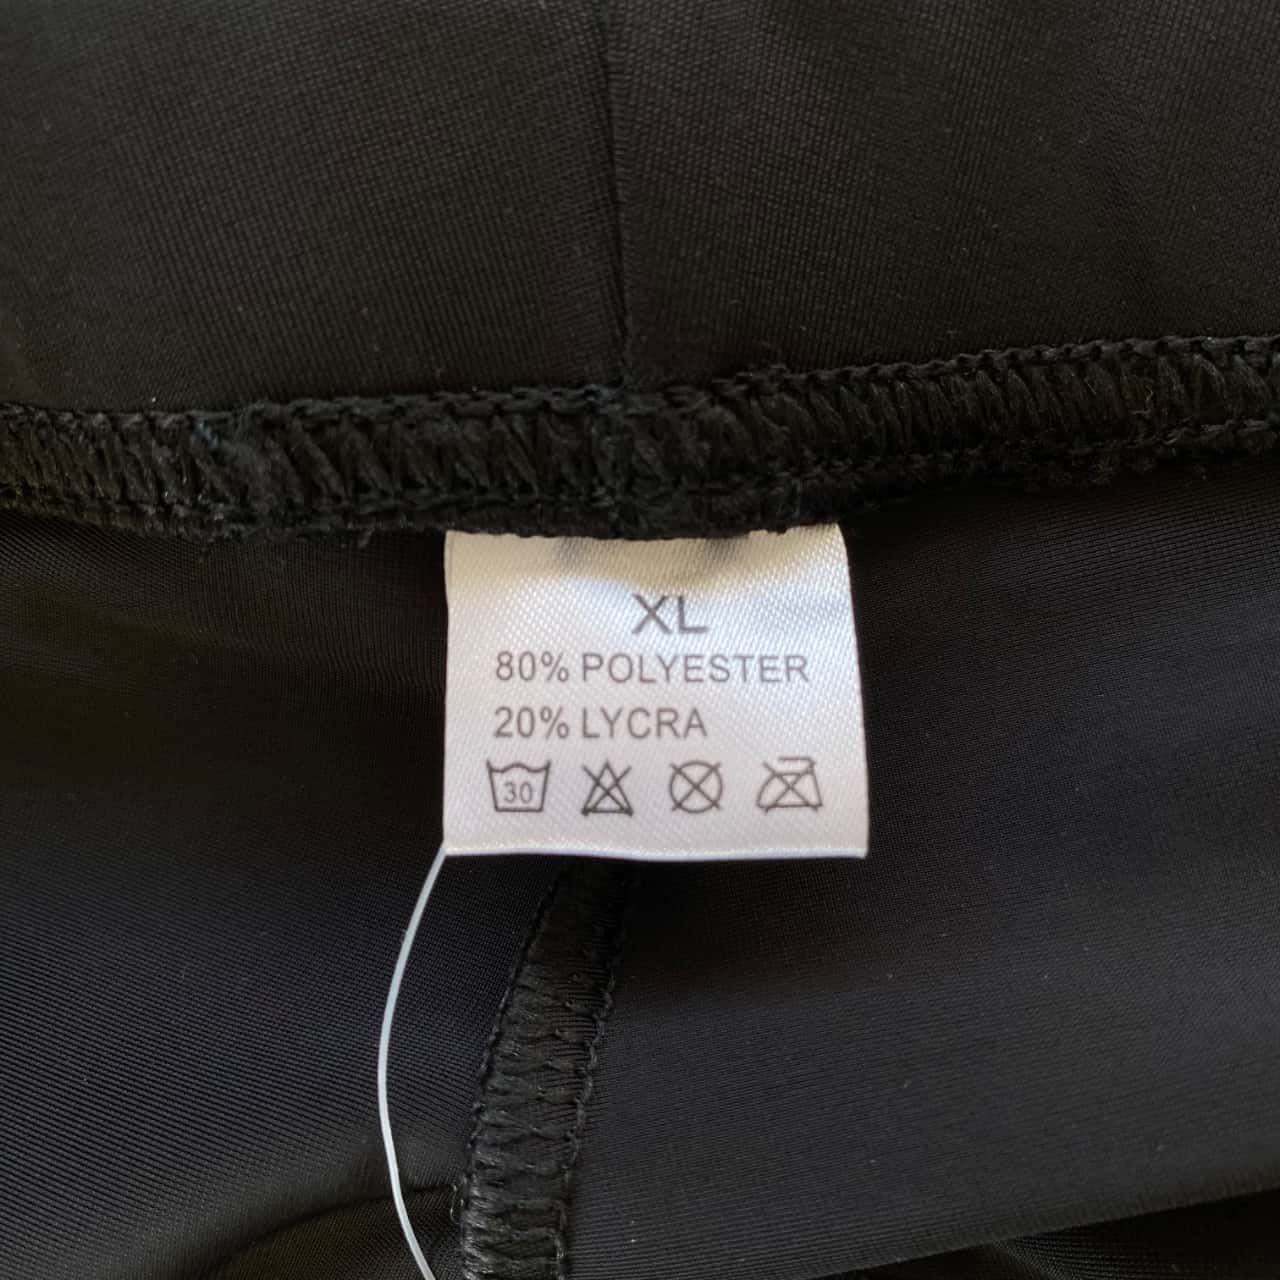 XL
80% POLYESTER
20% LYCRA
30